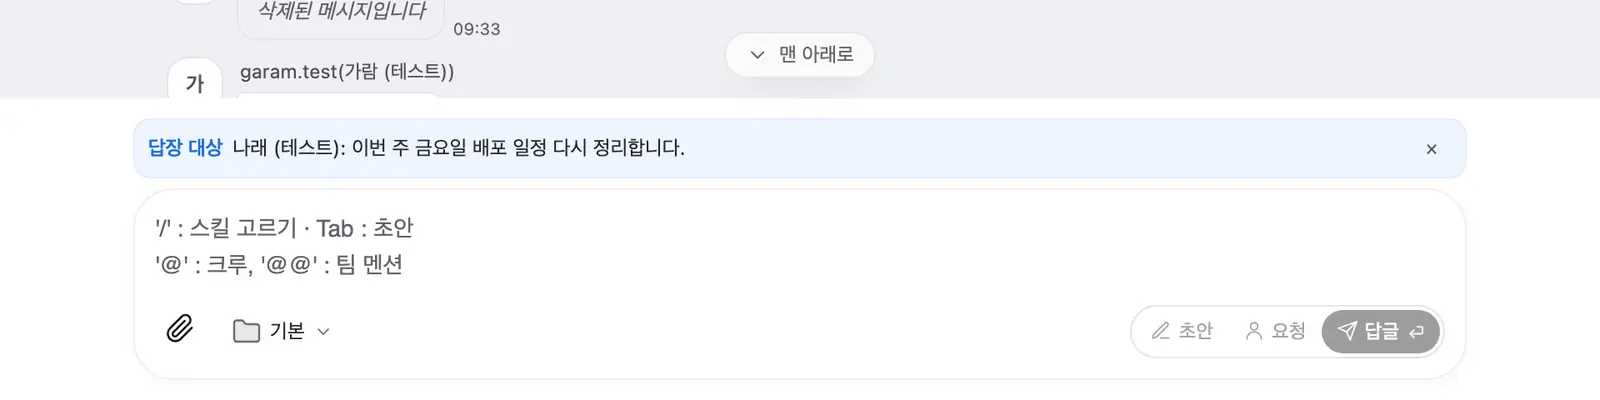 삭제된 메시지입니다
09:33
맨 아래로
가
garam.test(가람 (테스트))
답장 대상 나래 (테스트): 이번 주 금요일 배포 일정 다시 정리합니다.
'/' : 스킬 고르기 · Tab : 초안
'@' : 크루, '@@' : 팀 멘션
기본
초안 요청 답글